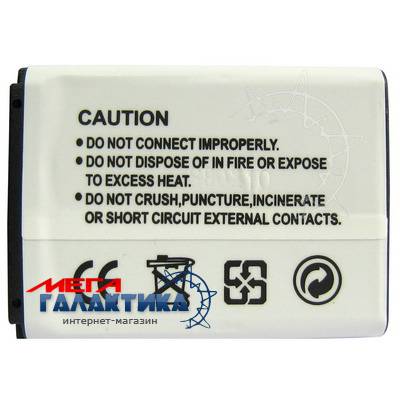 CAUTION
DO NOT CONNECT IMPROPERLY.
DO NOT DISPOSE OF IN FIRE OR EXPOSE
TO EXCESS HEAT.
DO NOT CRUSH,PUNCTURE,INCINERATE
OR SHORT CIRCUIT EXTERNAL CONTACTS.
CE
МЕГА
ГАЛАКТИКА
интернет-магазин